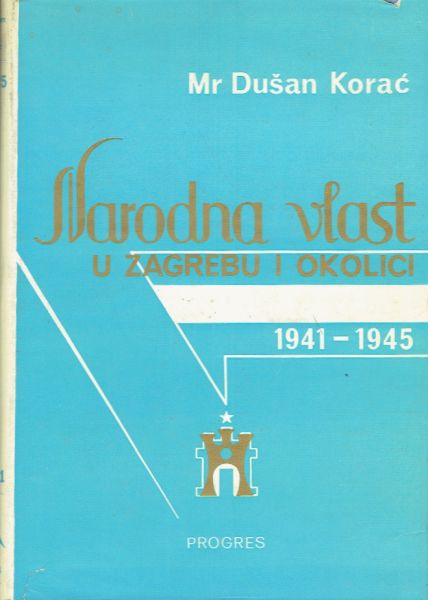 Mr Dušan Korać
Narodna vlast
U ZAGREBU I OKOLICI
1941 – 1945
PROGRES